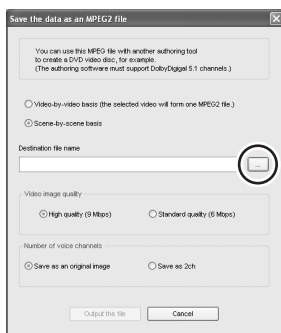 Save the data as an MPEG2 file
You can use this MPEG file with another authoring tool
to create a DVD video disc, for example.
(The authoring software must support DolbyDigigal 5.1 channels.)
Video-by-video basis (the selected video will form one MPEG2 file.)
Scene-by-scene basis
Destination file name
...
Video image quality
High quality (9 Mbps)
Standard quality (6 Mbps)
Number of voice channels
Save as an original image
Save as 2ch
Output the file
Cancel